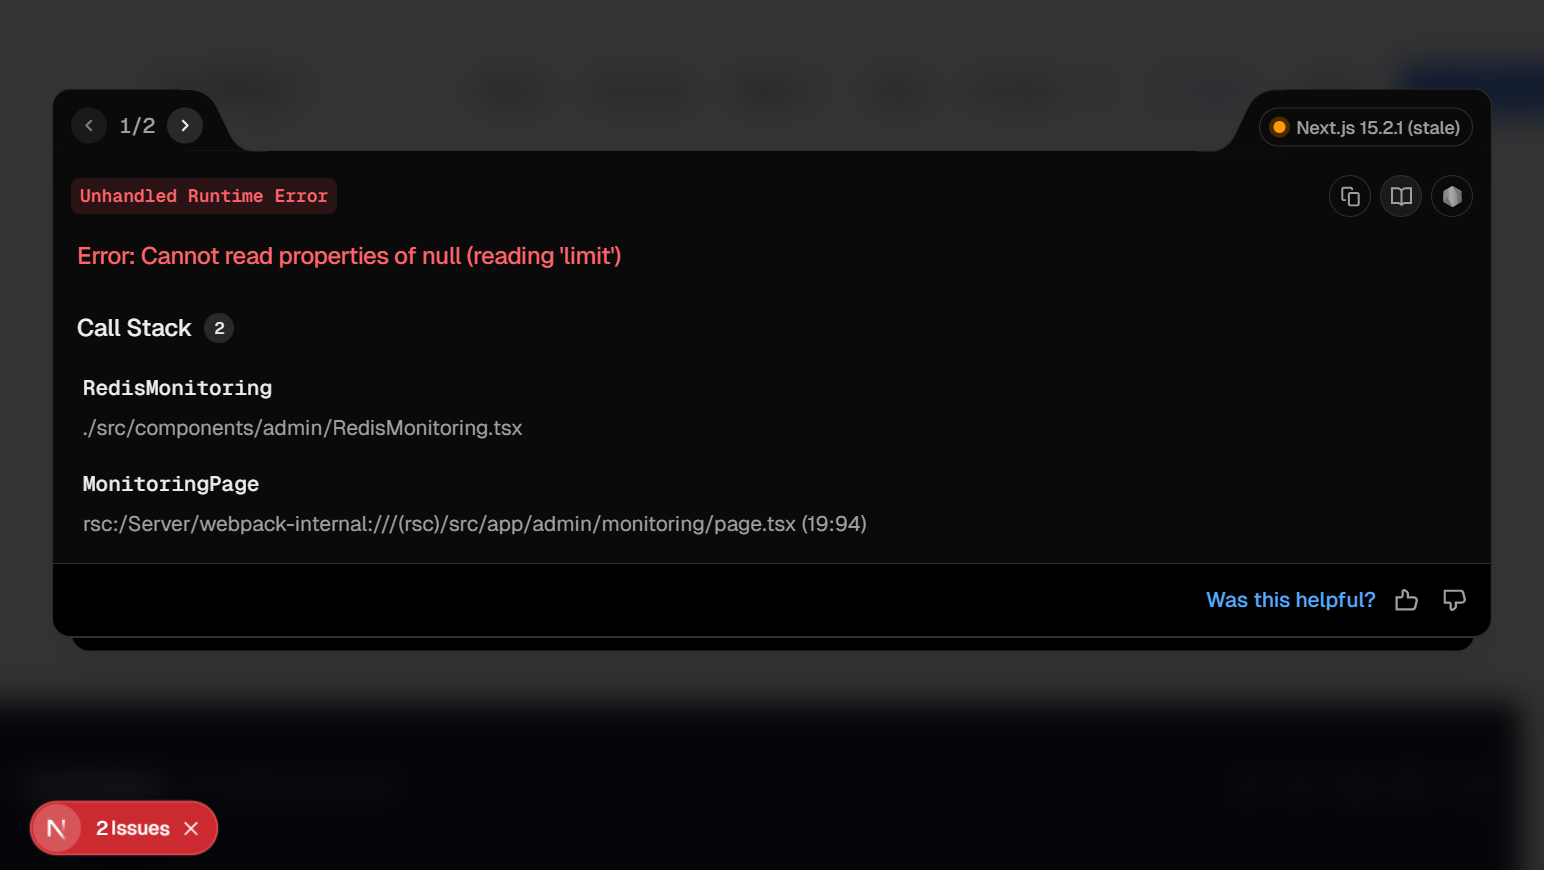 1/2
Next.js 15.2.1 (stale)
Unhandled Runtime Error
Error: Cannot read properties of null (reading 'limit')
Call Stack 2
RedisMonitoring
./src/components/admin/RedisMonitoring.tsx
MonitoringPage
rsc:/Server/webpack-internal:///(rsc)/src/app/admin/monitoring/page.tsx (19:94)
Was this helpful?
N 2 Issues